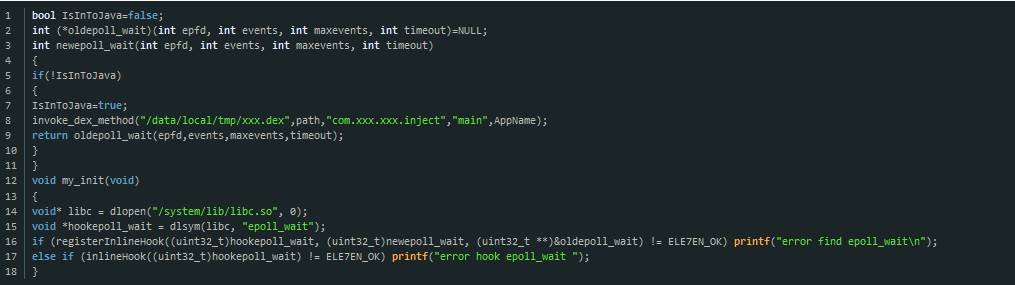 1 bool IsInToJava=false;
2 int (*oldepoll_wait)(int epfd, int events, int maxevents, int timeout)=NULL;
3 int newepoll_wait(int epfd, int events, int maxevents, int timeout)
4 {
5 if(!IsInToJava)
6 {
7 IsInToJava=true;
8 invoke_dex_method("/data/local/tmp/xxx.dex",path,"com.xxx.xxx.inject","main",AppName);
9 return oldepoll_wait(epfd,events,maxevents,timeout);
10 }
11 }
12 void my_init(void)
13 {
14 void* libc = dlopen("/system/lib/libc.so", 0);
15 void *hookepoll_wait = dlsym(libc, "epoll_wait");
16 if (registerInlineHook((uint32_t)hookepoll_wait, (uint32_t)newepoll_wait, (uint32_t **)&oldepoll_wait) != ELE7EN_OK) printf("error find epoll_wait\n");
17 else if (inlineHook((uint32_t)hookepoll_wait) != ELE7EN_OK) printf("error hook epoll_wait ");
18 }